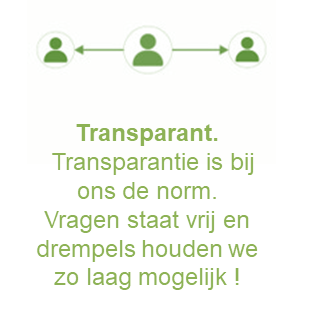 Transparant.
Transparantie is bij
ons de norm.
Vragen staat vrij en
drempels houden we
zo laag mogelijk !